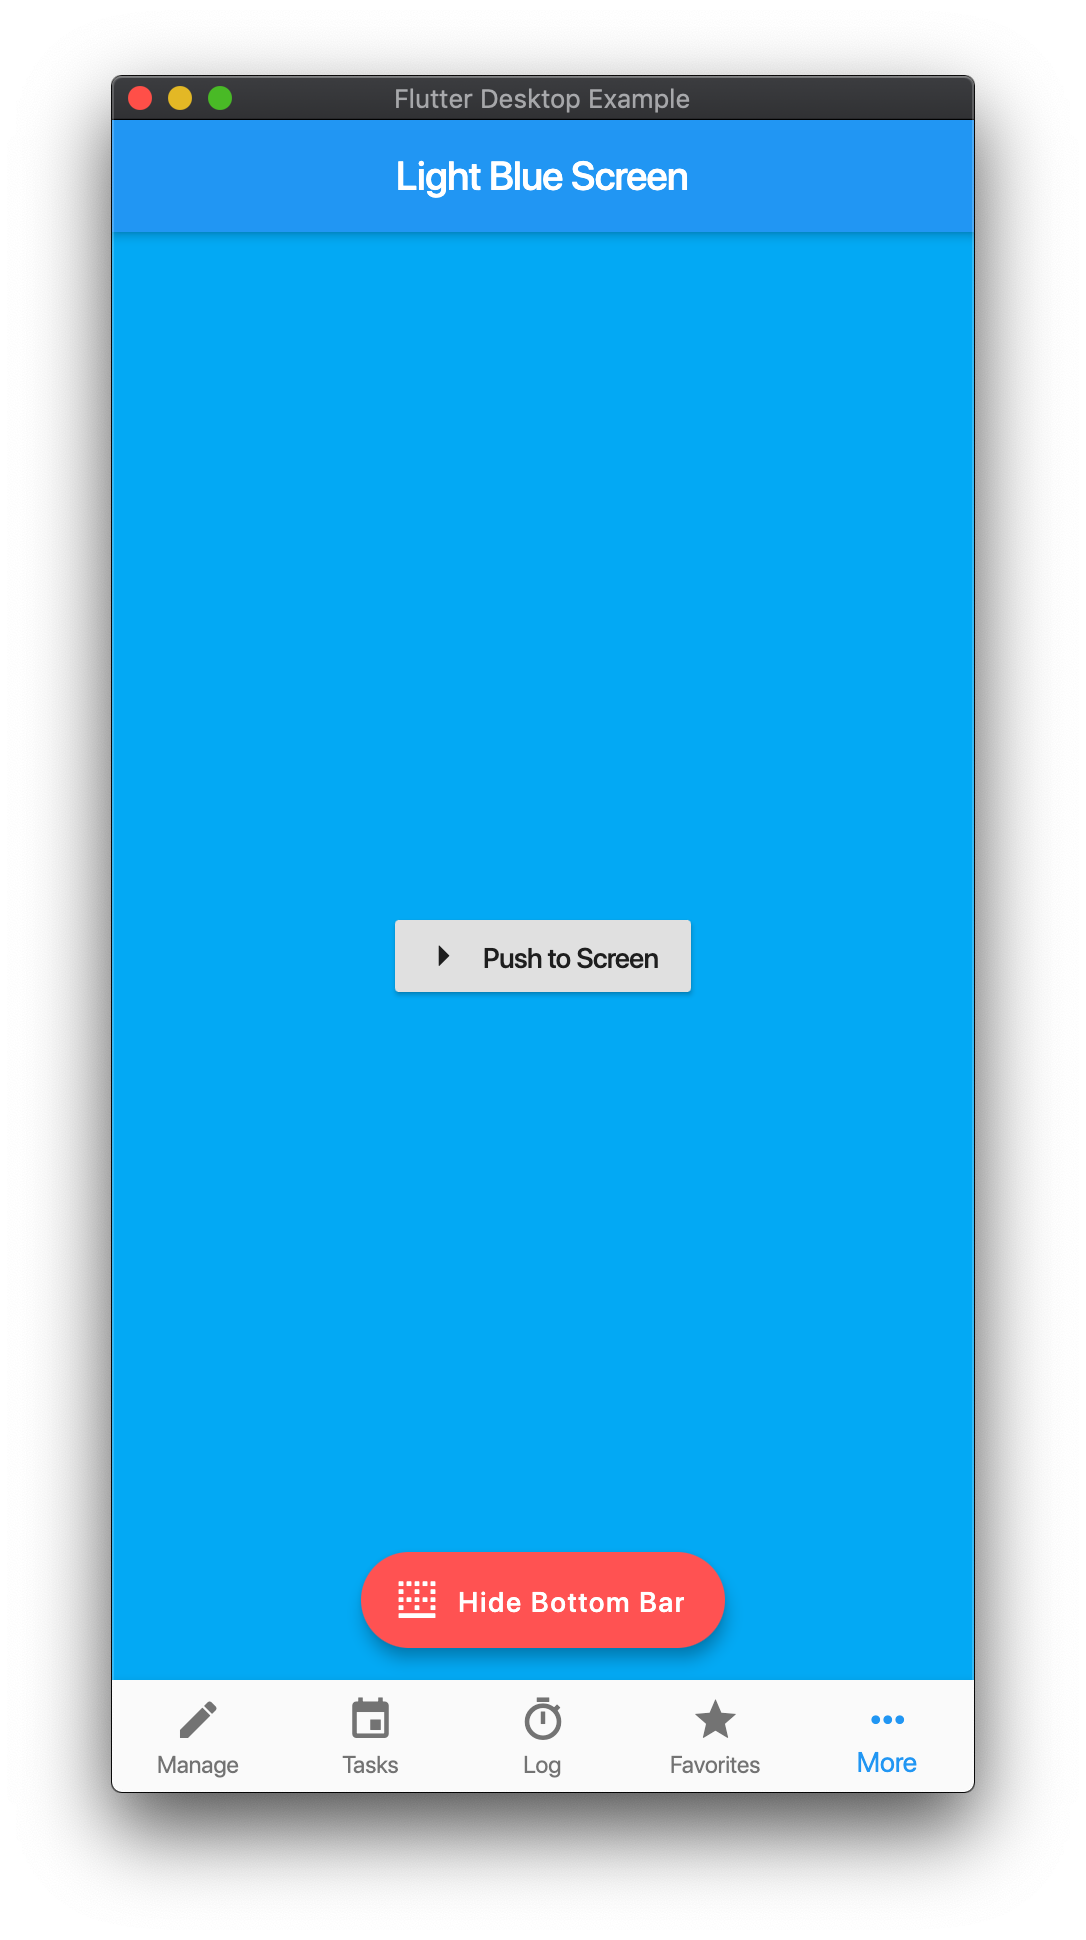 Flutter Desktop Example
Light Blue Screen
Push to Screen
Hide Bottom Bar
Manage
Tasks
Log
Favorites
More